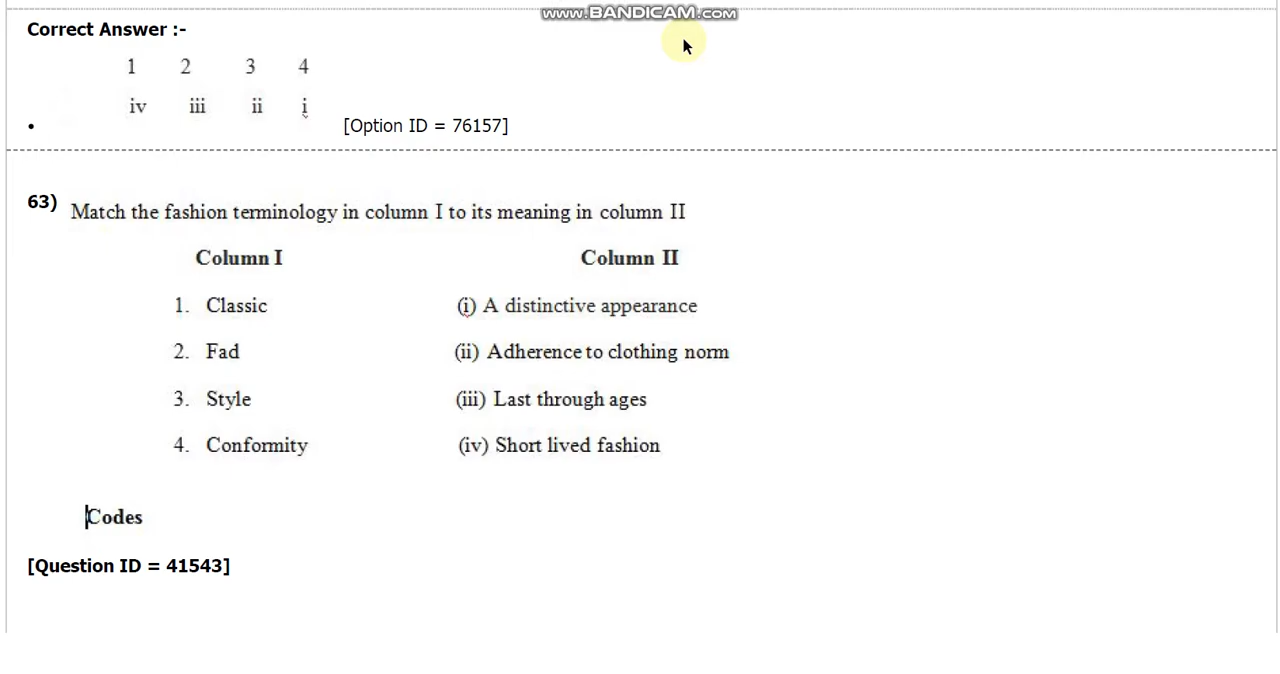 www.BANDICAM.com
Correct Answer :-
1 2 3 4
iv iii ii i
• [Option ID = 76157]
63) Match the fashion terminology in column I to its meaning in column II
Column I Column II
1. Classic (i) A distinctive appearance
2. Fad (ii) Adherence to clothing norm
3. Style (iii) Last through ages
4. Conformity (iv) Short lived fashion
Codes
[Question ID = 41543]